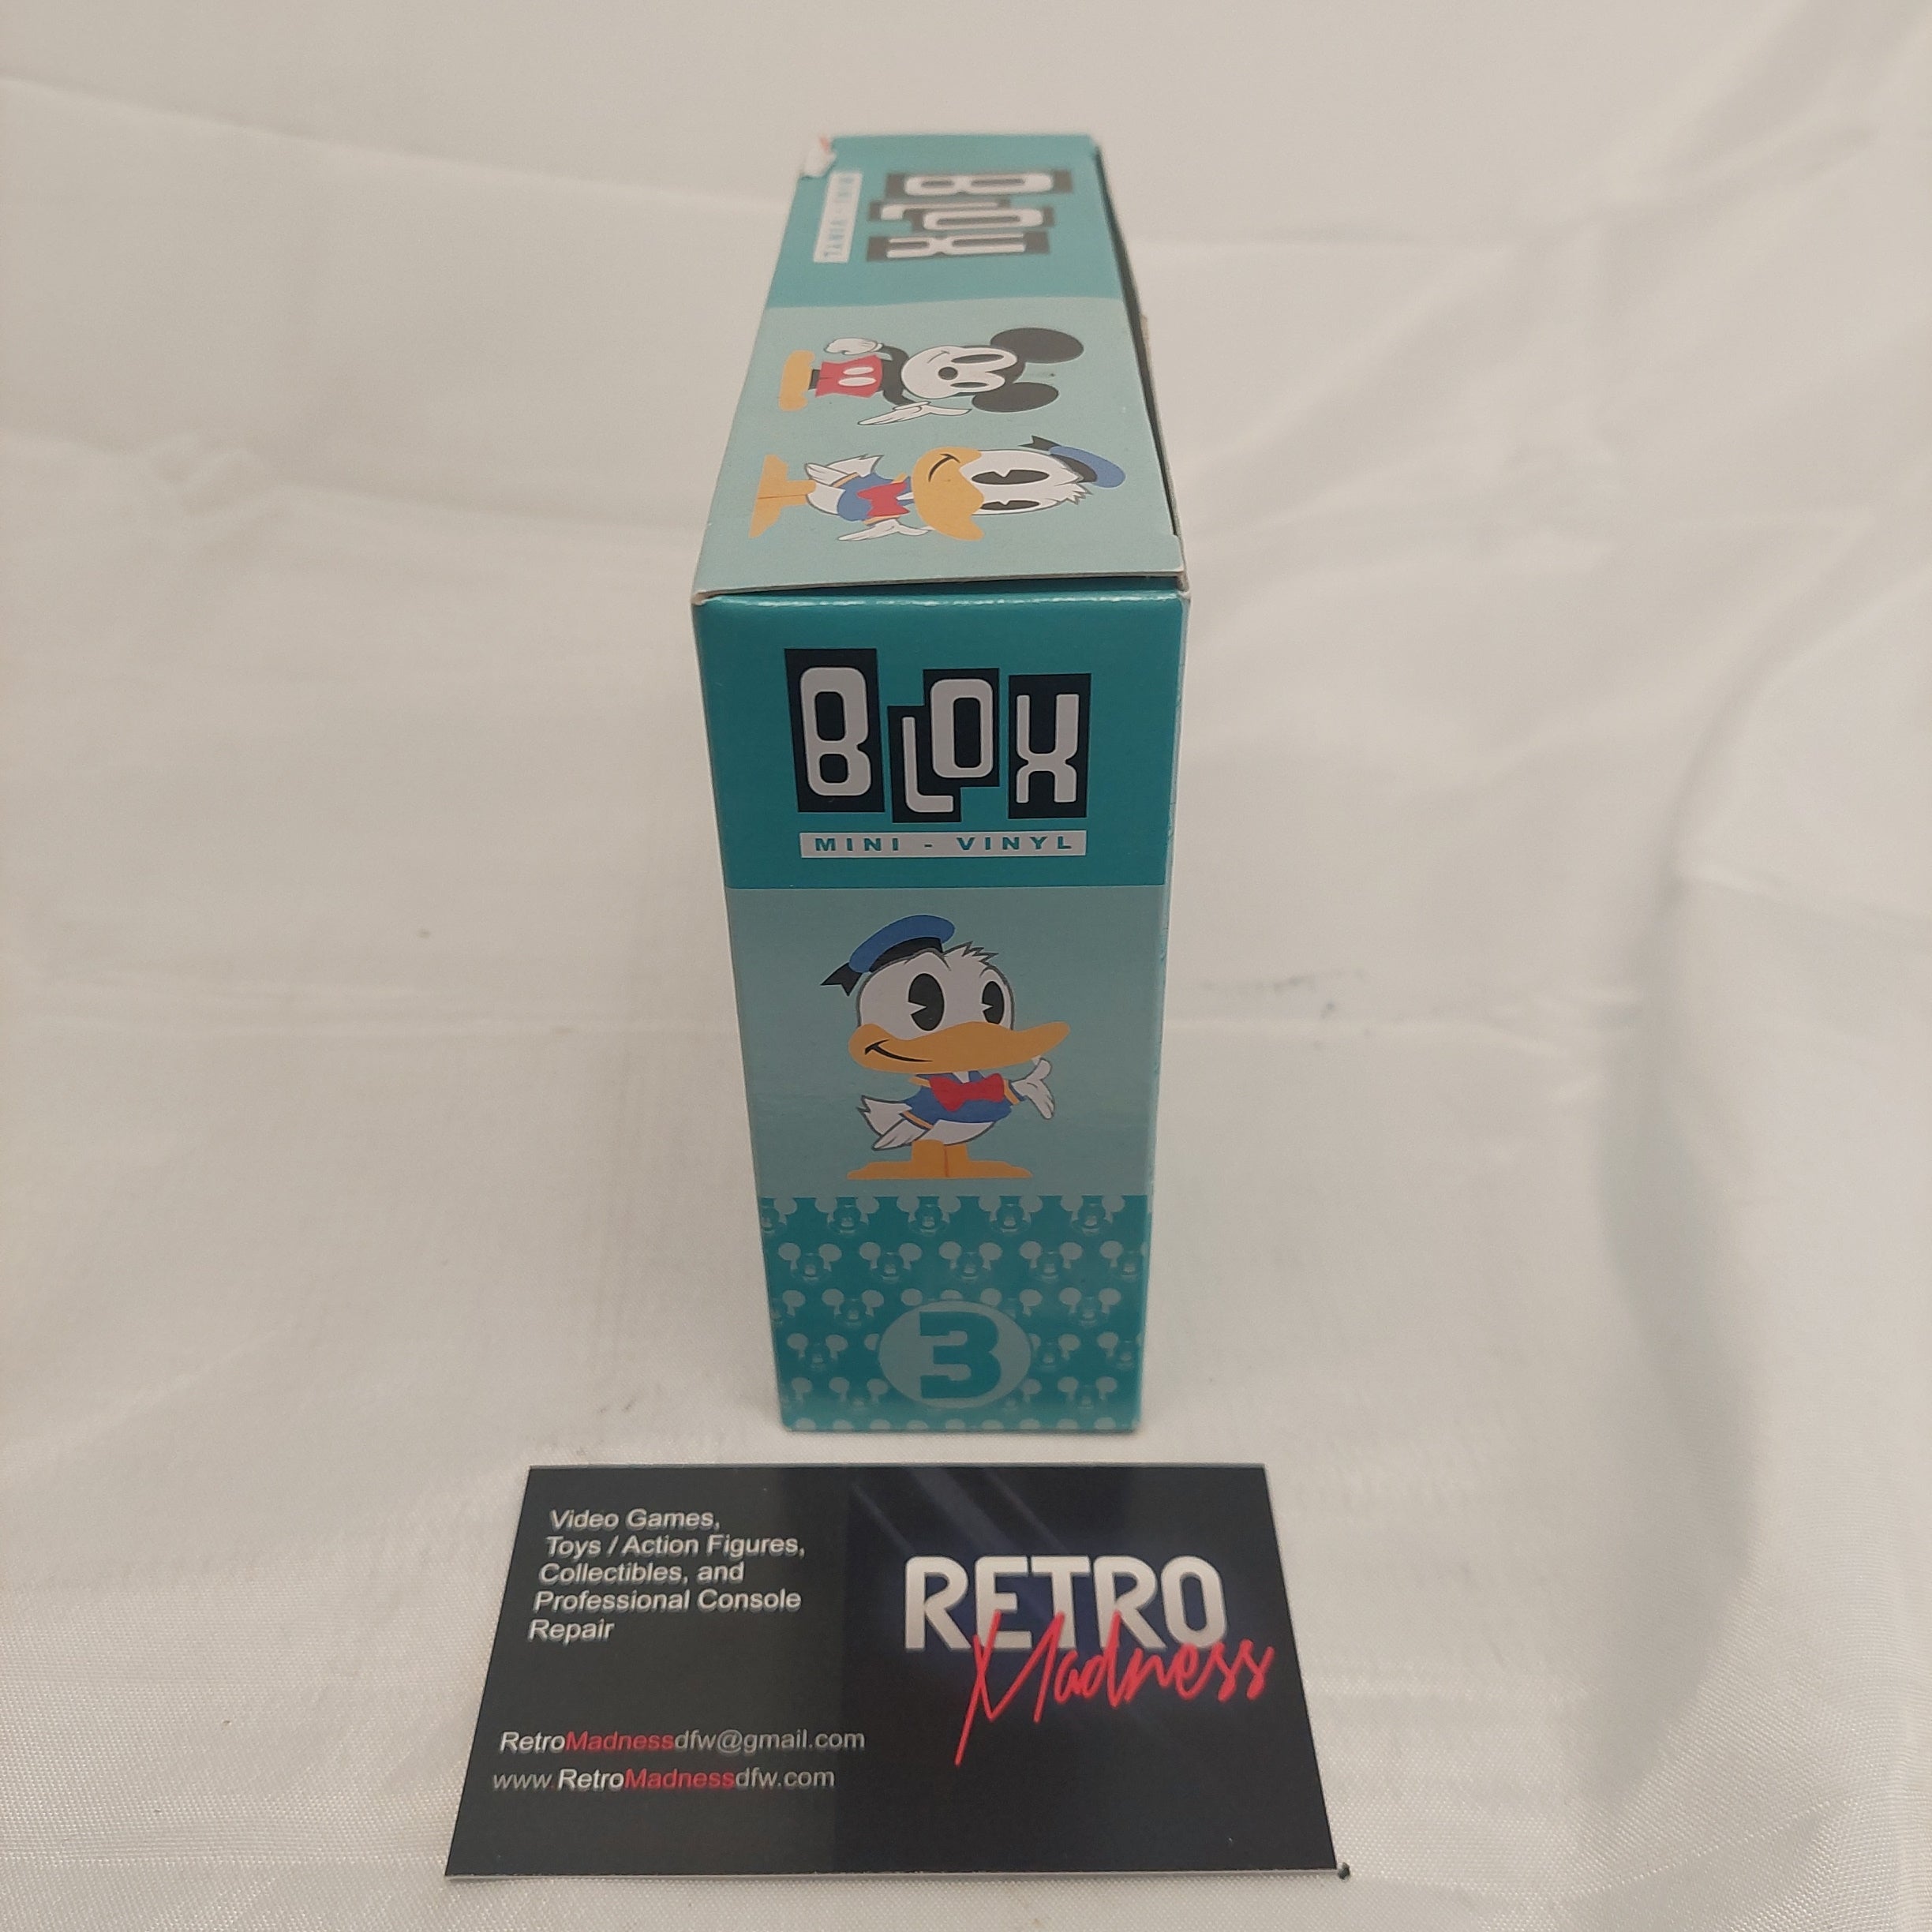 BLOX
MINI - VINYL
BLOX
MINI - VINYL
3
Video Games,
Toys / Action Figures,
Collectibles, and
Professional Console
Repair
RETRO
Madness
RetroMadnessdfw@gmail.com
www.RetroMadnessdfw.com